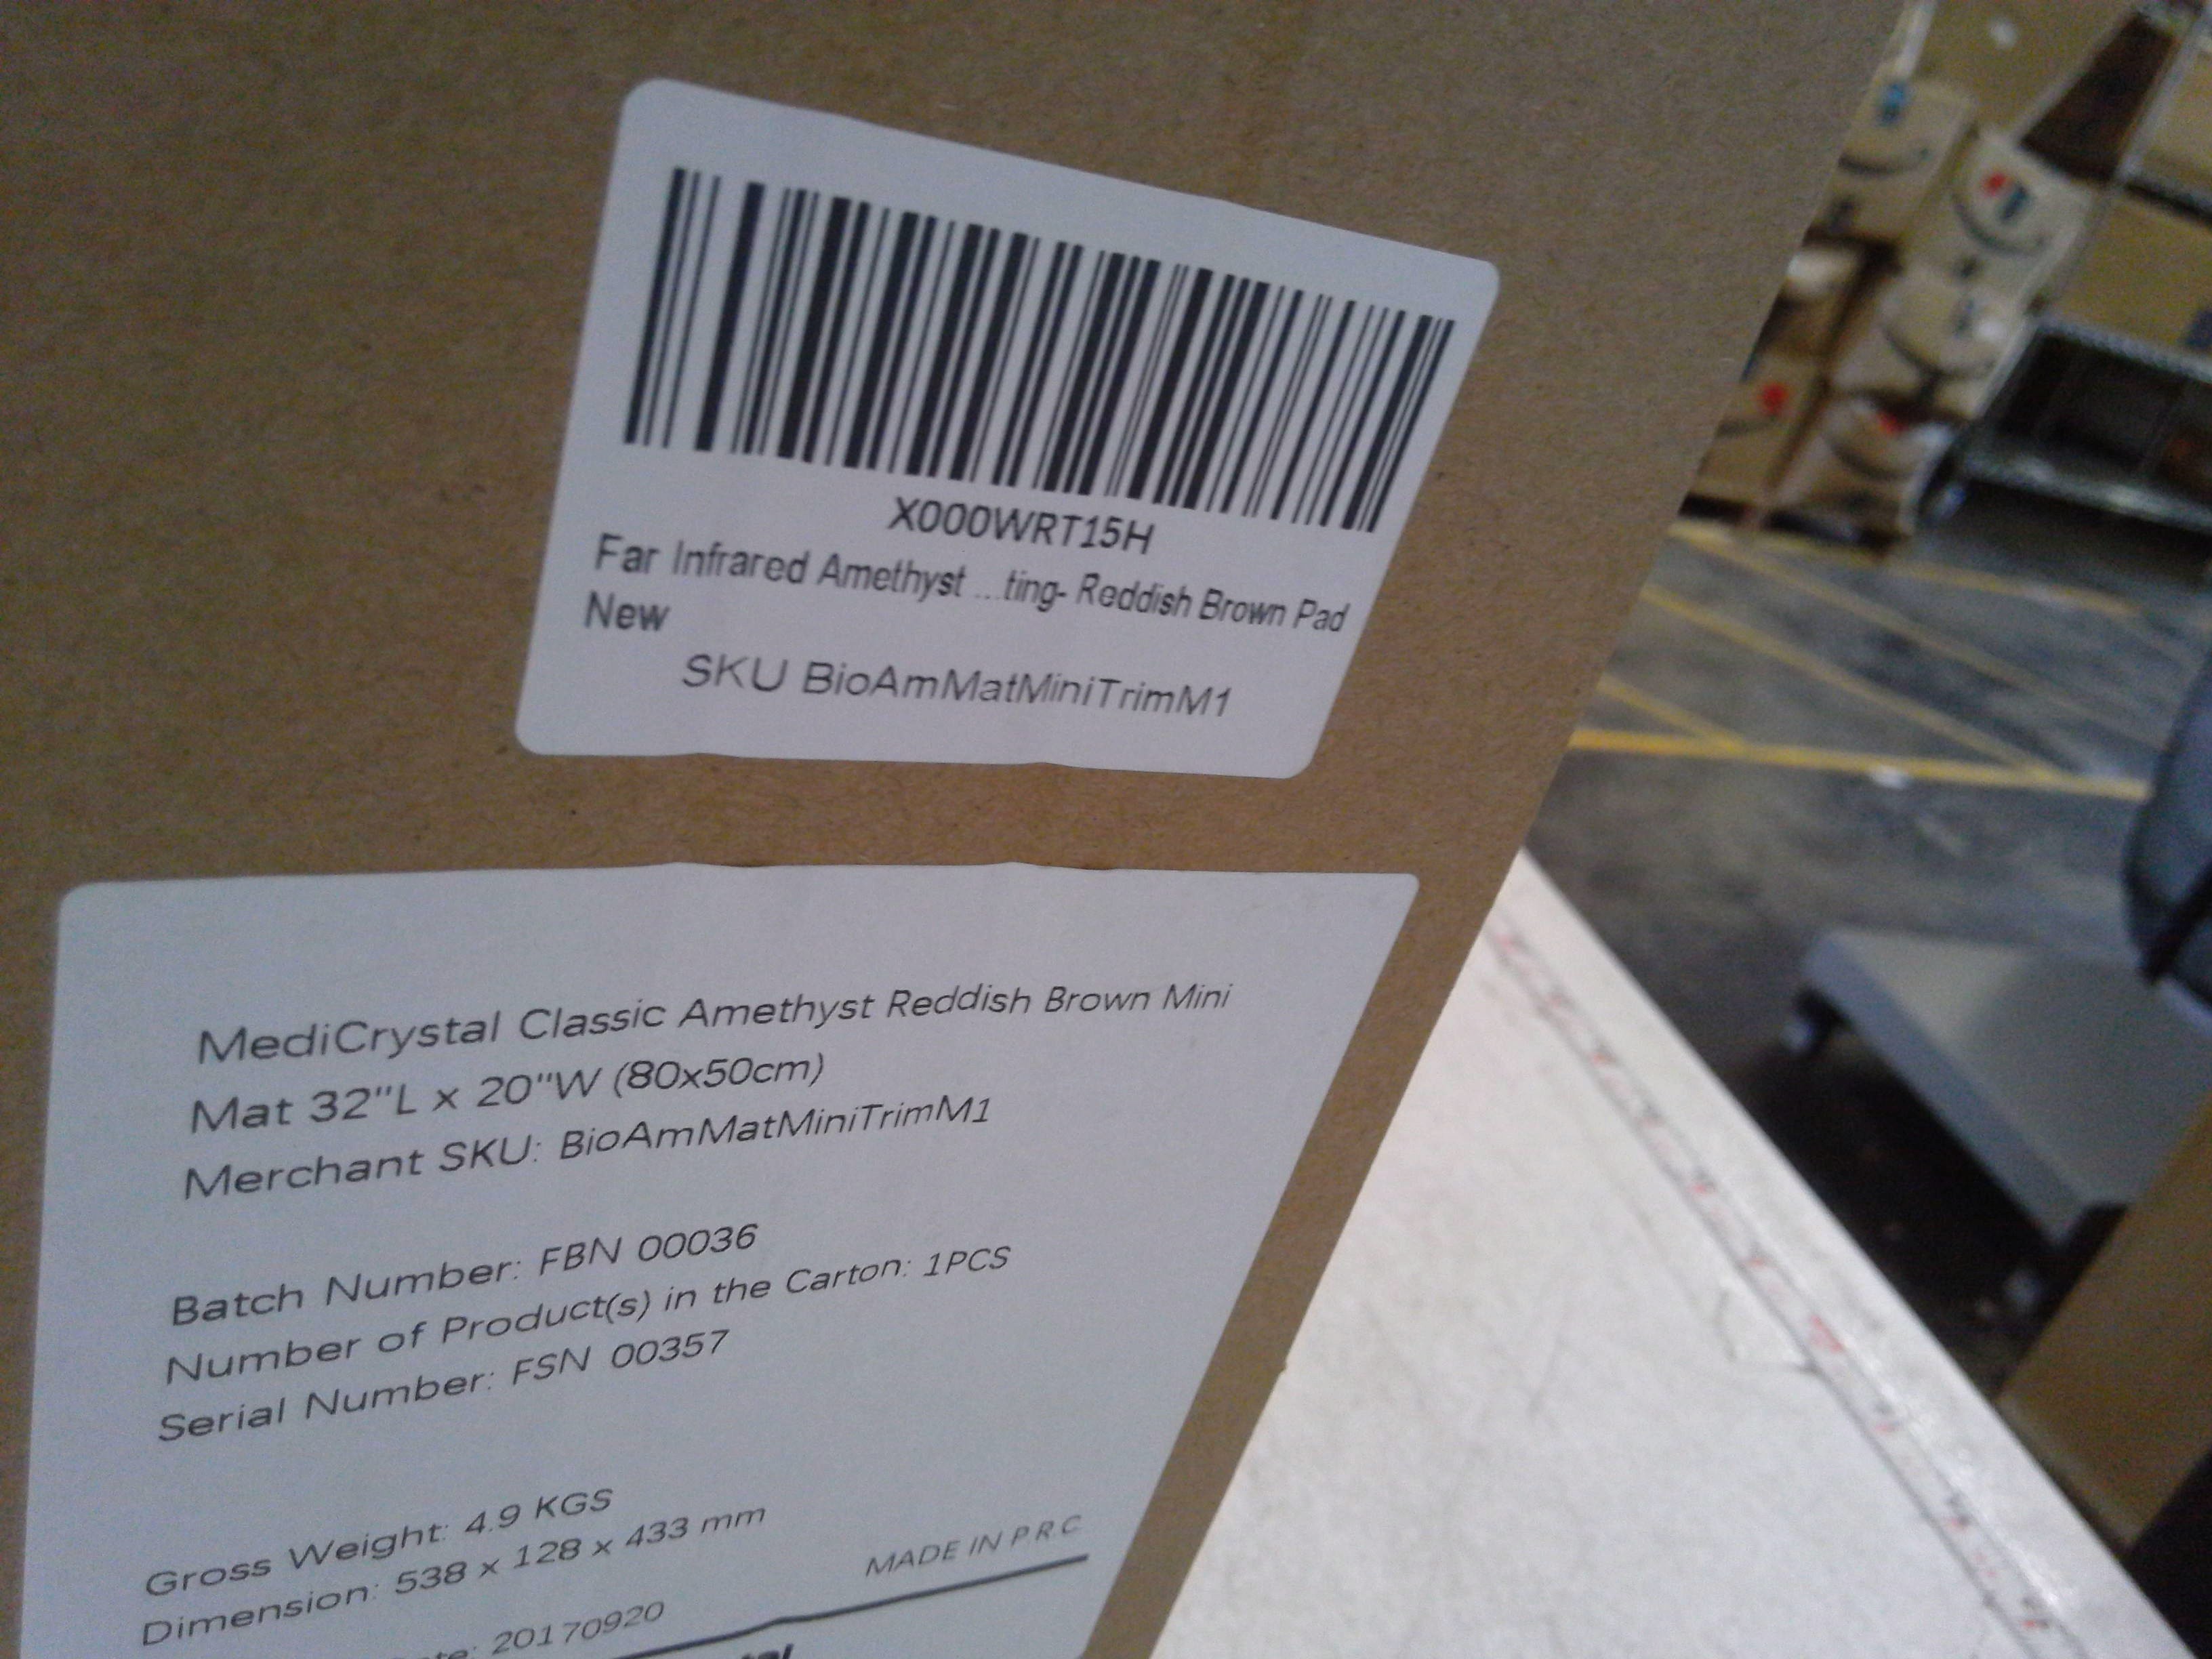 X000WRT15H
Far Infrared Amethyst ...ting- Reddish Brown Pad
New
SKU BioAmMatMiniTrimM1
MediCrystal Classic Amethyst Reddish Brown Mini
Mat 32"L x 20"W (80x50cm)
Merchant SKU: BioAmMatMiniTrimM1
Batch Number: FBN 00036
Number of Product(s) in the Carton: 1PCS
Serial Number: FSN 00357
Gross Weight: 4.9 KGS
Dimension: 538 x 128 x 433 mm
MADE IN P.R.C
20170920